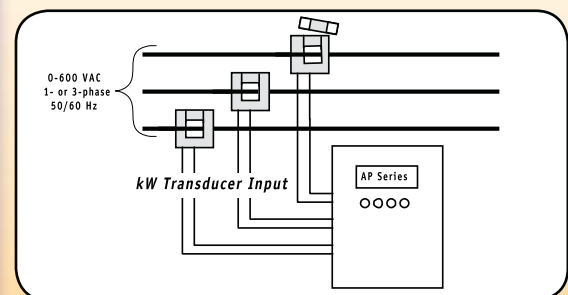 0-600 VAC
1- or 3-phase
50/60 Hz
kW Transducer Input
AP Series